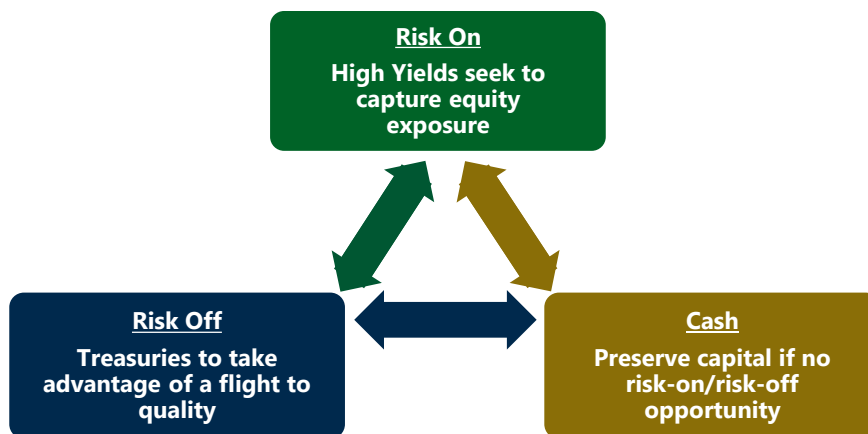 Risk On
High Yields seek to
capture equity
exposure
Risk Off
Treasuries to take
advantage of a flight to
quality
Cash
Preserve capital if no
risk-on/risk-off
opportunity